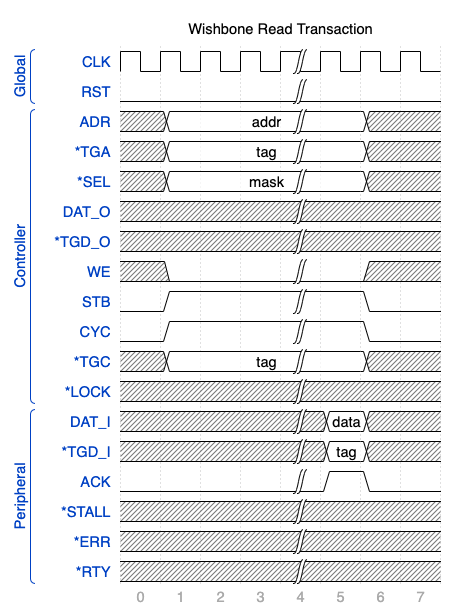 Wishbone Read Transaction
Global
CLK
RST
Controller
ADR addr
*TGA tag
*SEL mask
DAT_O
*TGD_O
WE
STB
CYC
*TGC tag
*LOCK
Peripheral
DAT_I data
*TGD_I tag
ACK
*STALL
*ERR
*RTY
0 1 2 3 4 5 6 7